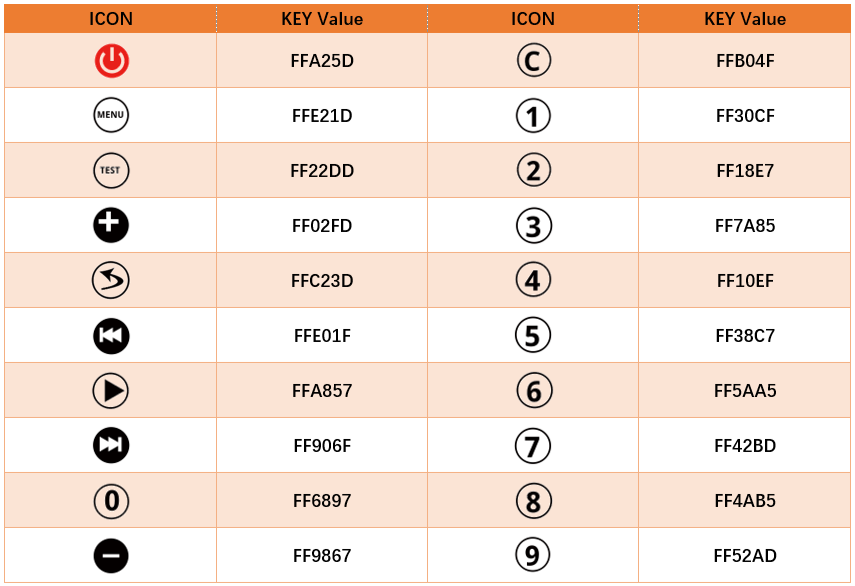 ICON KEY Value ICON KEY Value
FFA25D C FFB04F
MENU FFE21D 1 FF30CF
TEST FF22DD 2 FF18E7
+ FF02FD 3 FF7A85
FFC23D 4 FF10EF
FFE01F 5 FF38C7
FFA857 6 FF5AA5
FF906F 7 FF42BD
0 FF6897 8 FF4AB5
− FF9867 9 FF52AD